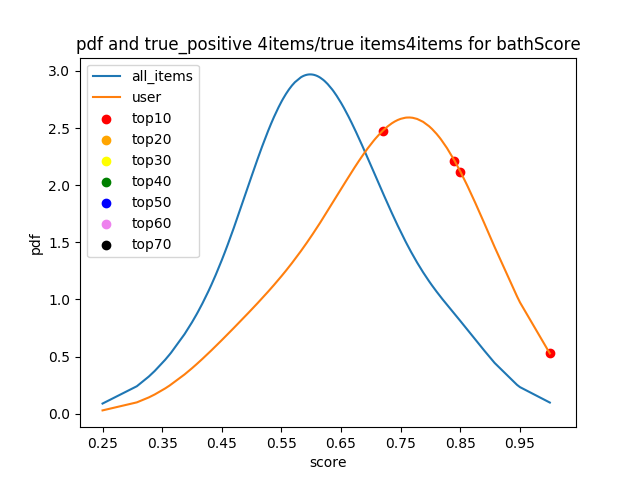 pdf and true_positive 4items/true items4items for bathScore
all_items
user
top10
top20
top30
top40
top50
top60
top70
3.0
2.5
2.0
1.5
1.0
0.5
0.0
pdf
0.25 0.35 0.45 0.55 0.65 0.75 0.85 0.95
score